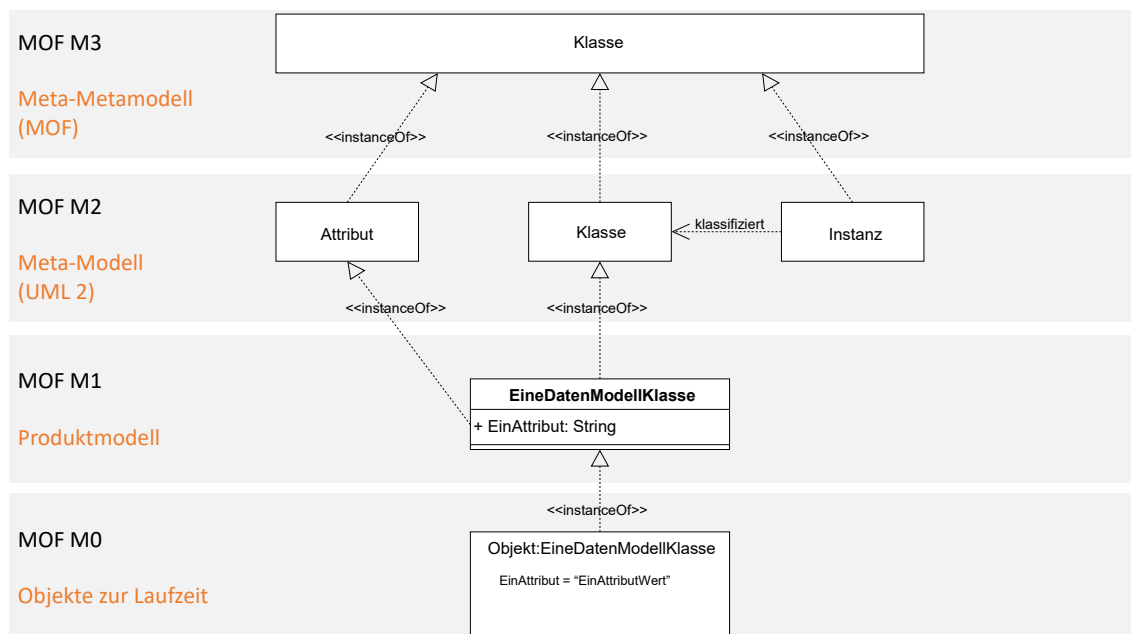 MOF M3
Klasse
Meta-Metamodell
(MOF)
<<instanceOf>>
<<instanceOf>>
<<instanceOf>>
MOF M2
Attribut
Klasse
klassifiziert
Instanz
Meta-Modell
(UML 2)
<<instanceOf>>
<<instanceOf>>
MOF M1
EineDatenModellKlasse
+ EinAttribut: String
Produktmodell
<<instanceOf>>
MOF M0
Objekt:EineDatenModellKlasse
EinAttribut = “EinAttributWert”
Objekte zur Laufzeit